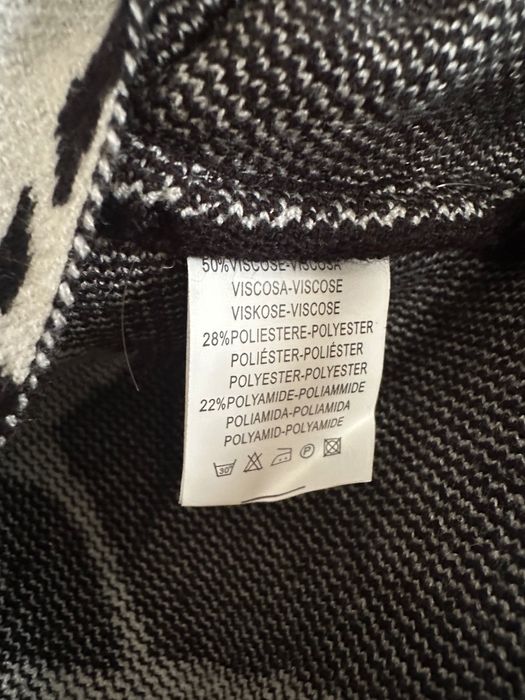 50%VISCOSE-VISCOSA
VISCOSA-VISCOSE
VISKOSE-VISCOSE
28%POLIESTERE-POLYESTER
POLIÉSTER-POLIÉSTER
POLYESTER-POLYESTER
22%POLYAMIDE-POLIAMMIDE
POLIAMIDA-POLIAMIDA
POLYAMID-POLYAMIDE
30° P